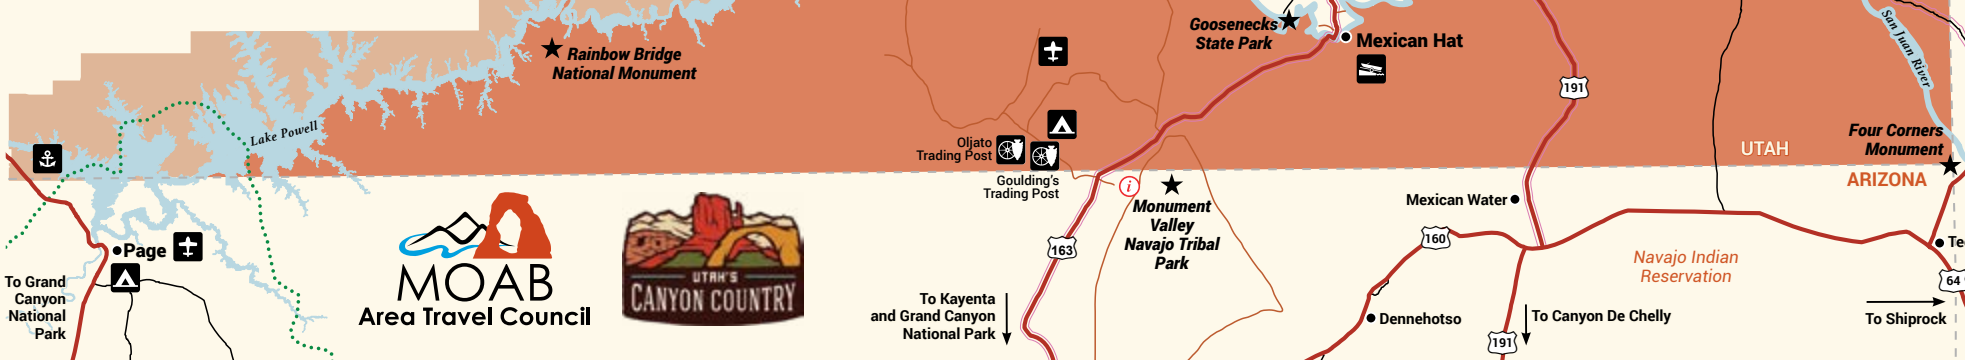 Goosenecks
State Park
Mexican Hat
Rainbow Bridge
National Monument
191
San Juan River
Lake Powell
Oljato
Trading Post
Goulding's
Trading Post
i
Four Corners
Monument
UTAH
ARIZONA
Monument
Valley
Navajo Tribal
Park
Mexican Water
163
160
Page
To Grand
Canyon
National
Park
MOAB
Area Travel Council
UTAH'S
CANYON COUNTRY
Navajo Indian
Reservation
Te
64
To Kayenta
and Grand Canyon
National Park
Dennehotso
191
To Canyon De Chelly
To Shiprock